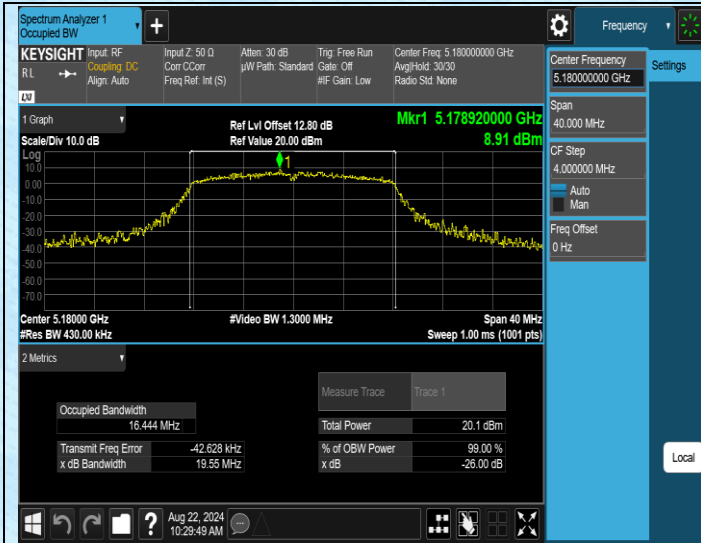 Spectrum Analyzer 1
Occupied BW
+
Frequency
KEYSIGHT
RL
LXI
Input: RF
Coupling: DC
Align: Auto
Input Z: 50 Ω
Corr CCorr
Freq Ref: Int (S)
Atten: 30 dB
µW Path: Standard
Trig: Free Run
Gate: Off
#IF Gain: Low
Center Freq: 5.180000000 GHz
Avg|Hold: 30/30
Radio Std: None
Center Frequency
5.180000000 GHz
Settings
Span
40.000 MHz
CF Step
4.000000 MHz
Auto
Man
Freq Offset
0 Hz
1 Graph
Scale/Div 10.0 dB
Ref Lvl Offset 12.80 dB
Ref Value 20.00 dBm
Mkr1 5.178920000 GHz
8.91 dBm
Log
10.0
0.00
-10.0
-20.0
-30.0
-40.0
-50.0
-60.0
-70.0
1
Center 5.18000 GHz
#Res BW 430.00 kHz
#Video BW 1.3000 MHz
Span 40 MHz
Sweep 1.00 ms (1001 pts)
2 Metrics
Measure Trace Trace 1
Occupied Bandwidth
16.444 MHz
Total Power 20.1 dBm
Transmit Freq Error -42.628 kHz
% of OBW Power 99.00 %
x dB Bandwidth 19.55 MHz
x dB -26.00 dB
Local
?
Aug 22, 2024
10:29:49 AM